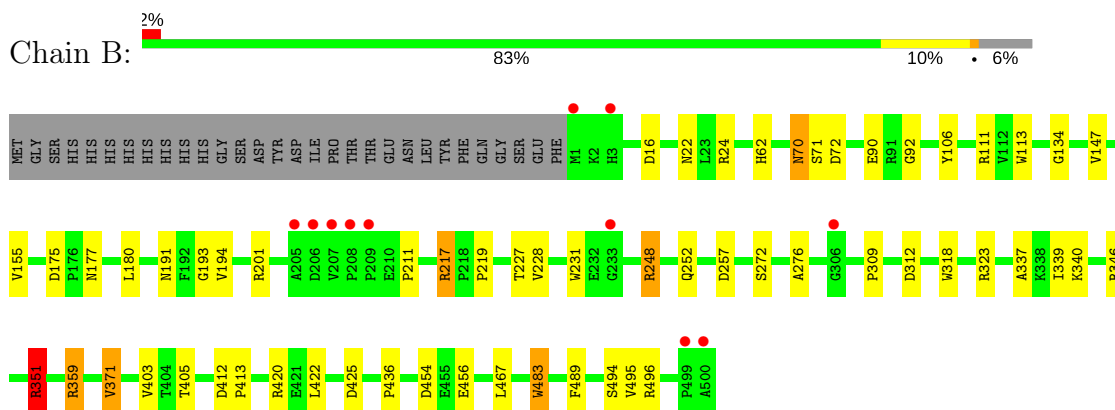 2%
Chain B:
83% 10% • 6%
MET GLY SER HIS HIS HIS HIS HIS HIS HIS HIS HIS HIS GLY SER ASP TYR ASP ILE PRO THR THR GLU ASN LEU TYR PHE GLN GLY SER GLU PHE M1 K2 H3 D16 N22 L23 R24 H62 N70 S71 D72 E90 R91 G92 Y106 R111 V112 W113 G134 V147
V155 D175 P176 N177 L180 N191 F192 G193 V194 R201 A205 D206 V207 P208 P209 E210 P211 R217 P218 P219 T227 V228 W231 E232 G233 R248 Q252 D257 S272 A276 G306 P309 D312 W318 R323 A337 K338 I339 K340
R351 R359 V371 V403 T404 T405 D412 P413 R420 E421 L422 D425 P436 D454 E455 E456 L467 W483 F489 S494 V495 R496 P499 A500